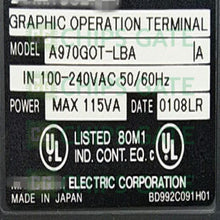 GRAPHIC OPERATION TERMINAL
MODEL A970GOT-LBA A
IN 100-240VAC 50/60Hz
POWER MAX 115VA DATE 0108LR
UL LISTED 80M1 IND. CONT. EQ.
ELECTRIC CORPORATION
MADE IN JAPAN BD992C091H01